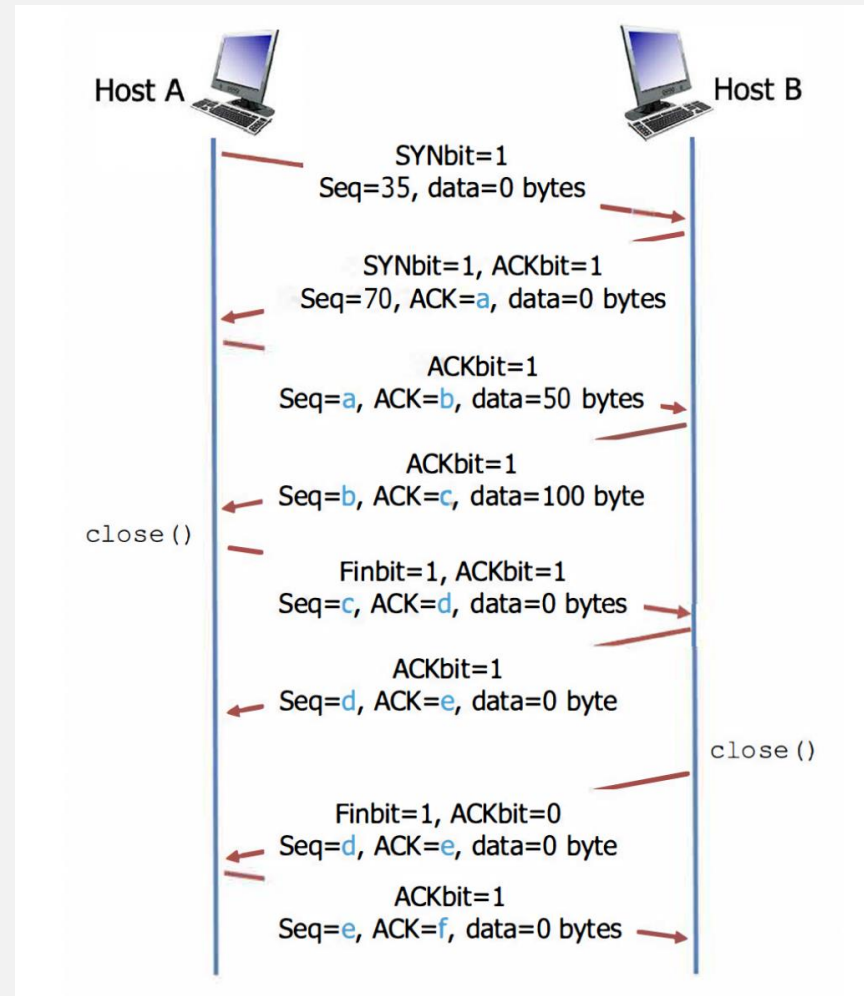 Host A
Host B
SYNbit=1
Seq=35, data=0 bytes
SYNbit=1, ACKbit=1
Seq=70, ACK=a, data=0 bytes
ACKbit=1
Seq=a, ACK=b, data=50 bytes
ACKbit=1
Seq=b, ACK=c, data=100 byte
close()
Finbit=1, ACKbit=1
Seq=c, ACK=d, data=0 bytes
ACKbit=1
Seq=d, ACK=e, data=0 byte
close()
Finbit=1, ACKbit=0
Seq=d, ACK=e, data=0 byte
ACKbit=1
Seq=e, ACK=f, data=0 bytes